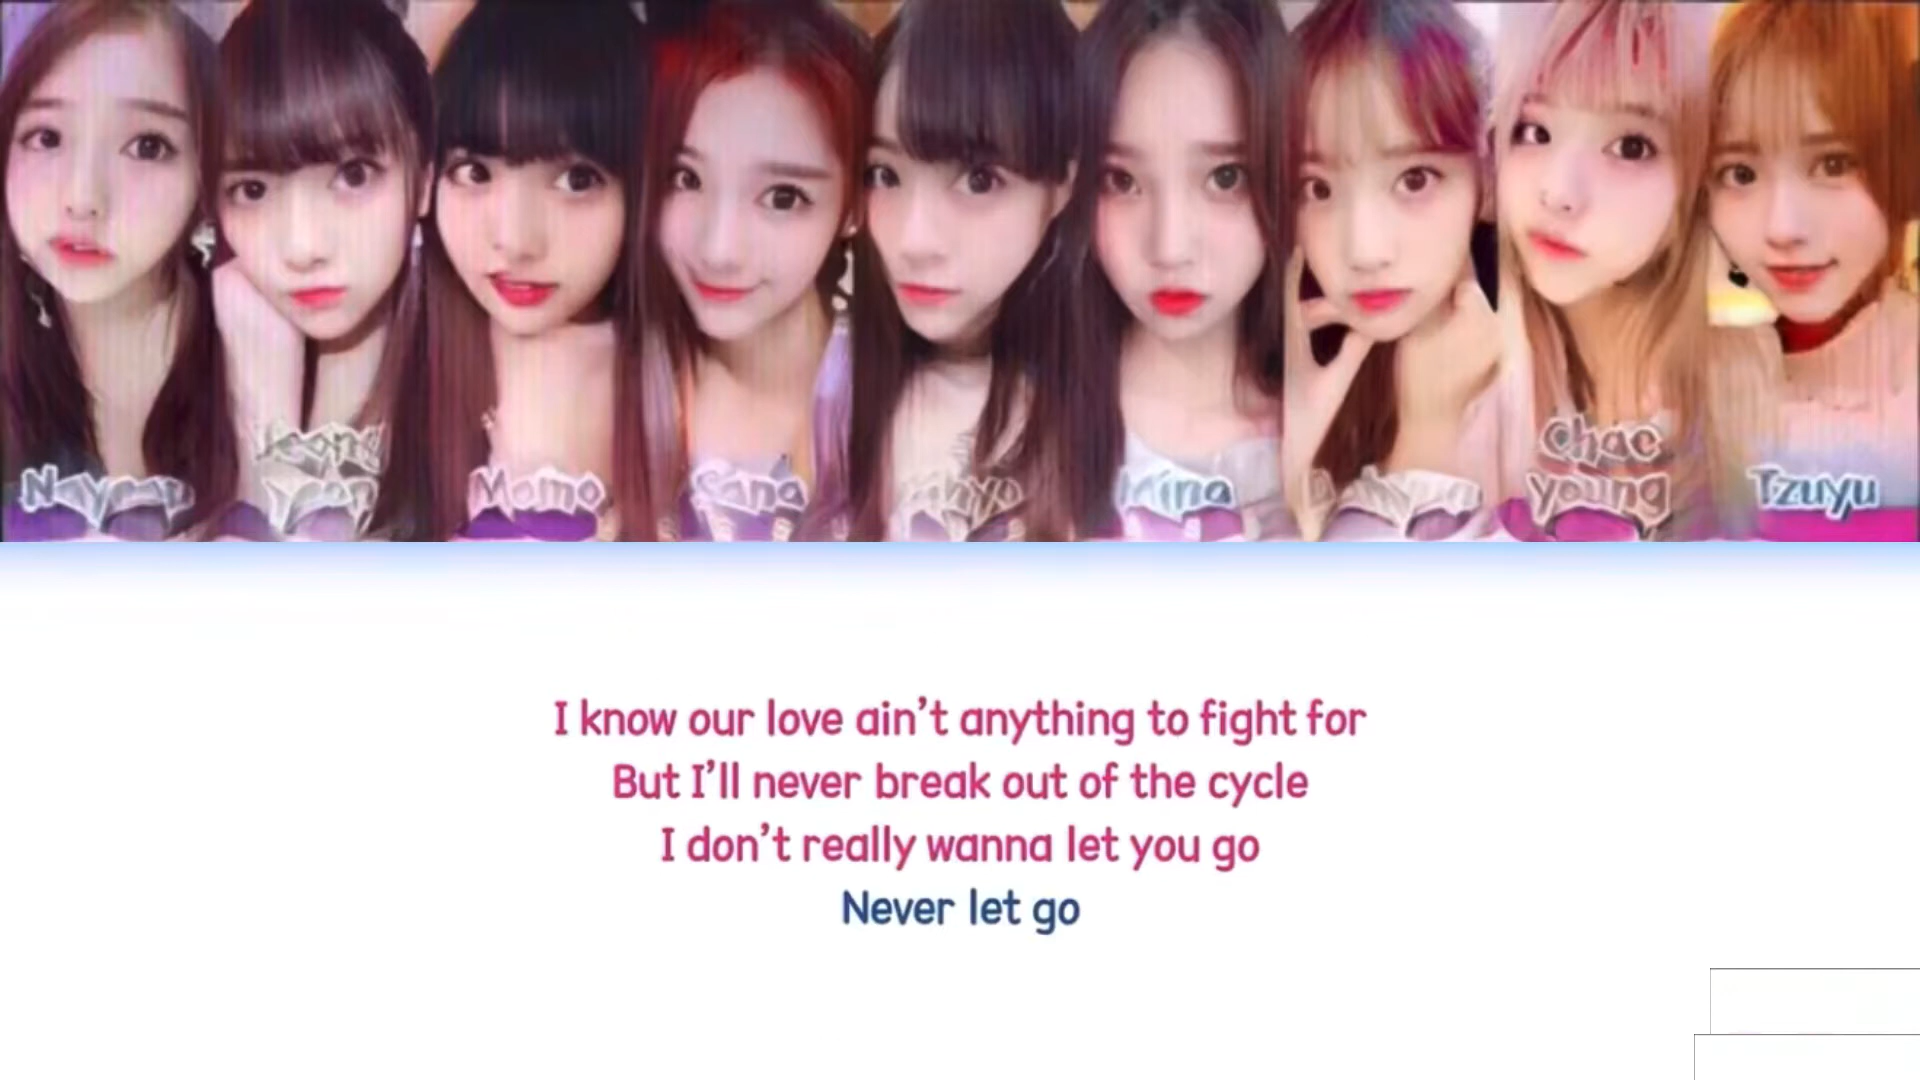 Momo
Sana
Mina
Chae
young
Tzuyu
I know our love ain't anything to fight for
But I'll never break out of the cycle
I don't really wanna let you go
Never let go